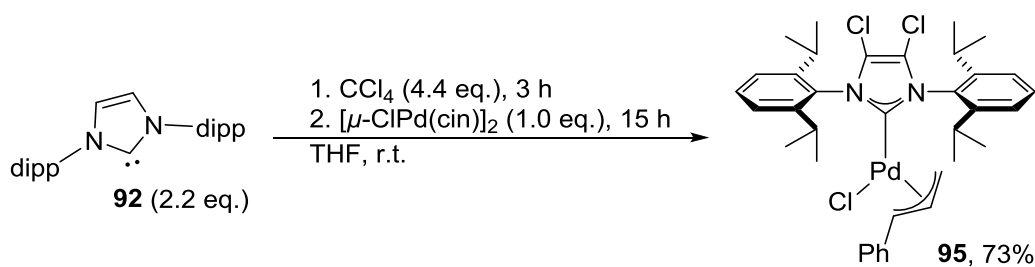 Cl Cl
1. CCl4 (4.4 eq.), 3 h
2. [µ-ClPd(cin)]2 (1.0 eq.), 15 h
THF, r.t.
N N
N dipp
dipp N
92 (2.2 eq.)
Pd
Cl
Ph
95, 73%